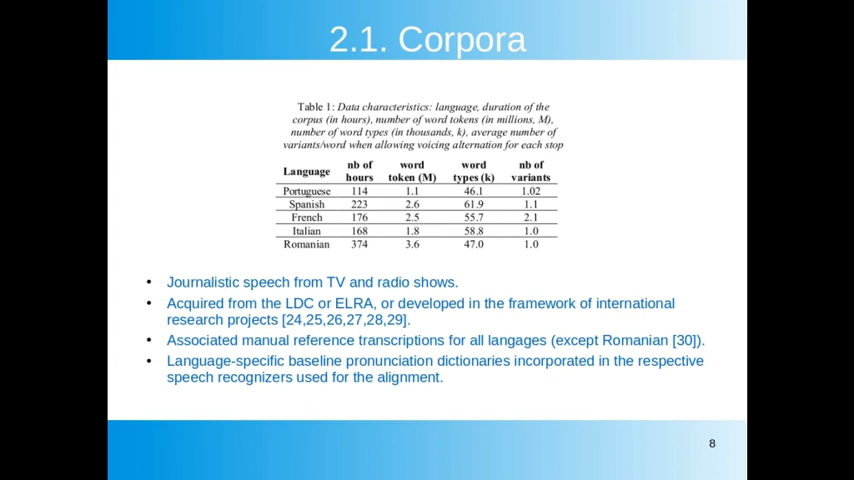 2.1. Corpora
Table 1: Data characteristics: language, duration of the
corpus (in hours), number of word tokens (in millions, M),
number of word types (in thousands, k), average number of
variants/word when allowing voicing alternation for each stop
Language nb of hours word token (M) word types (k) nb of variants
Portuguese 114 1.1 46.1 1.02
Spanish 223 2.6 61.9 1.1
French 176 2.5 55.7 2.1
Italian 168 1.8 58.8 1.0
Romanian 374 3.6 47.0 1.0
• Journalistic speech from TV and radio shows.
• Acquired from the LDC or ELRA, or developed in the framework of international
research projects [24,25,26,27,28,29].
• Associated manual reference transcriptions for all langages (except Romanian [30]).
• Language-specific baseline pronunciation dictionaries incorporated in the respective
speech recognizers used for the alignment.
8